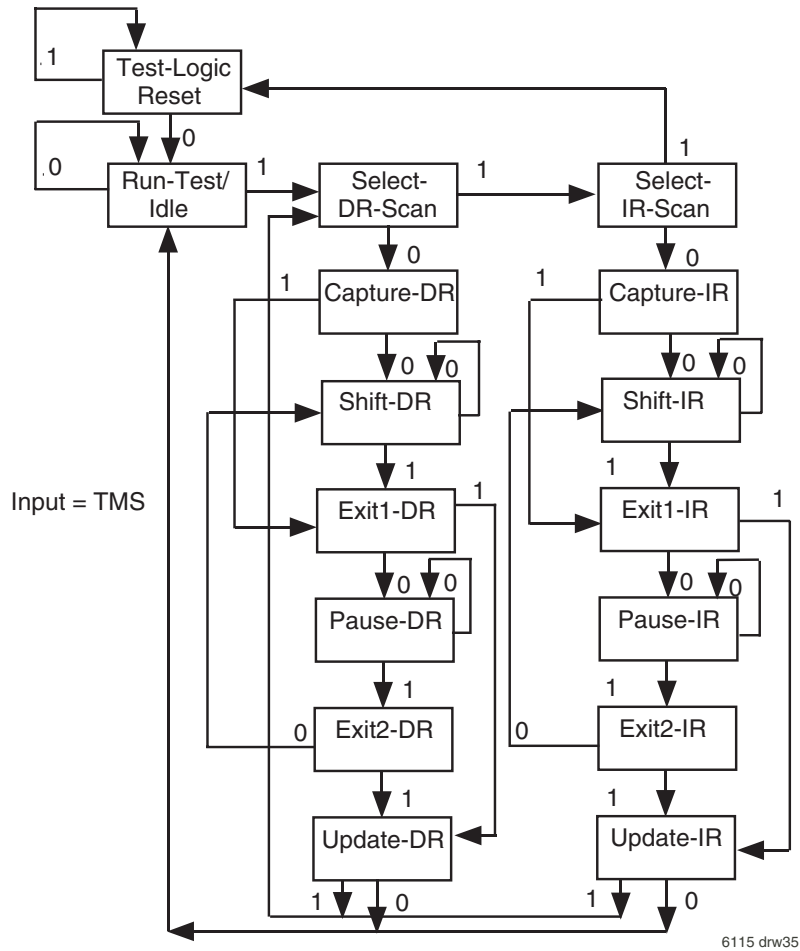 .1
Test-Logic
Reset
0
.0
Run-Test/
Idle
1
Select-
DR-Scan
1
Select-
IR-Scan
1
0
0
1
Capture-DR
1
Capture-IR
0
0
0
0
Shift-DR
Shift-IR
1
1
Input = TMS
Exit1-DR
1
Exit1-IR
1
0
0
0
0
Pause-DR
Pause-IR
1
1
0
Exit2-DR
0
Exit2-IR
1
1
Update-DR
Update-IR
1
0
1
0
6115 drw35